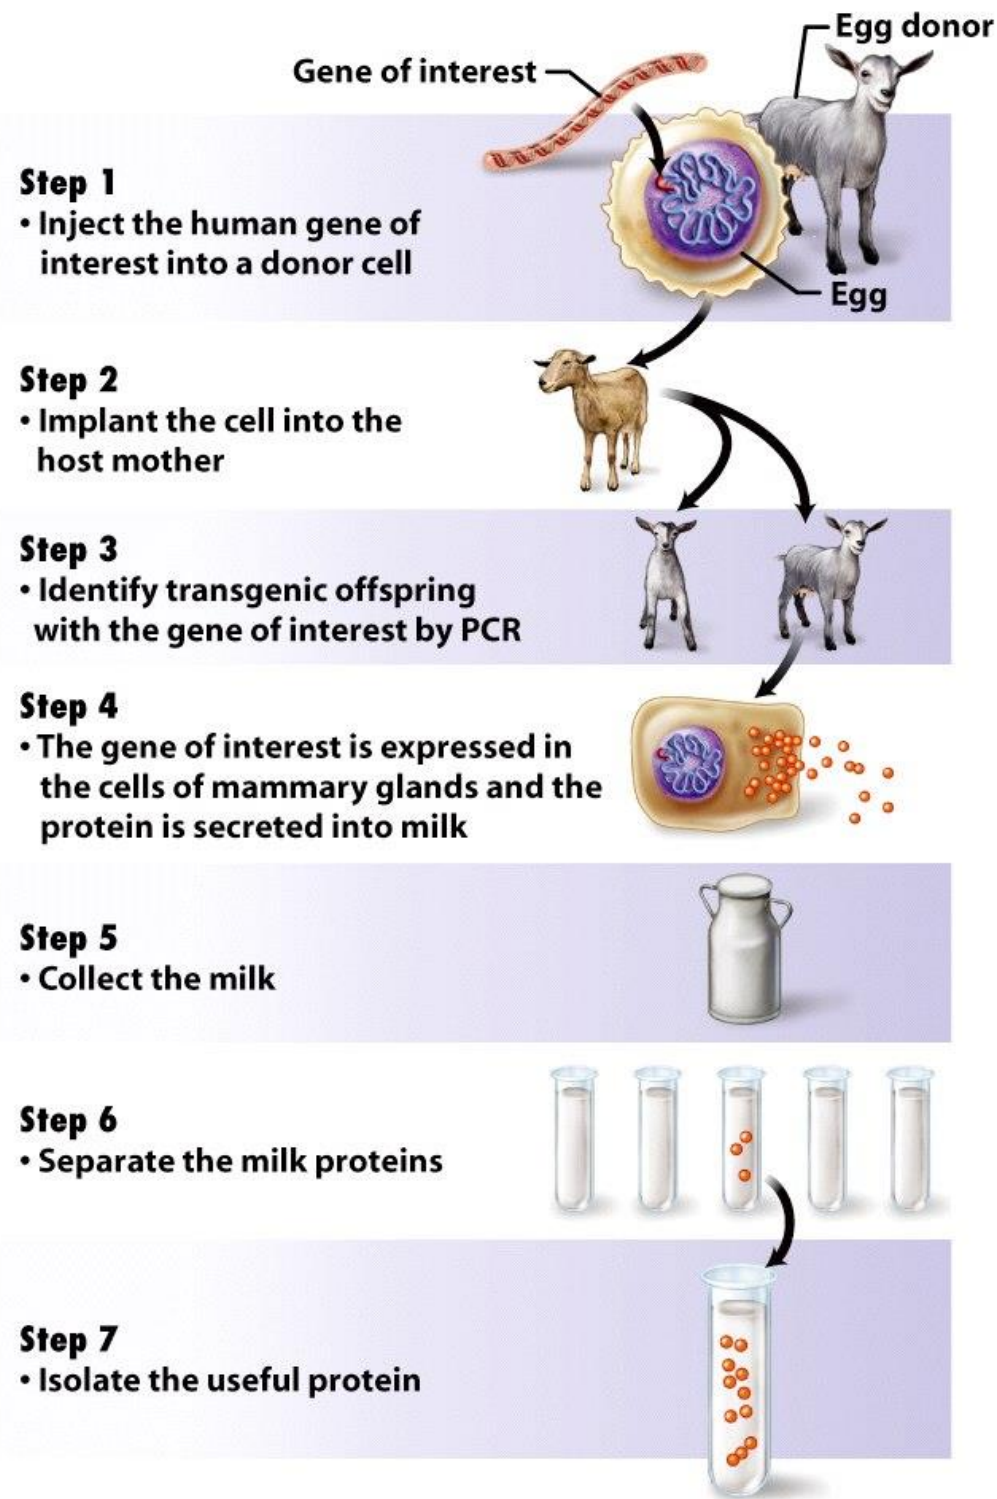 Egg donor
Gene of interest
Step 1
• Inject the human gene of
interest into a donor cell
Egg
Step 2
• Implant the cell into the
host mother
Step 3
• Identify transgenic offspring
with the gene of interest by PCR
Step 4
• The gene of interest is expressed in
the cells of mammary glands and the
protein is secreted into milk
Step 5
• Collect the milk
Step 6
• Separate the milk proteins
Step 7
• Isolate the useful protein